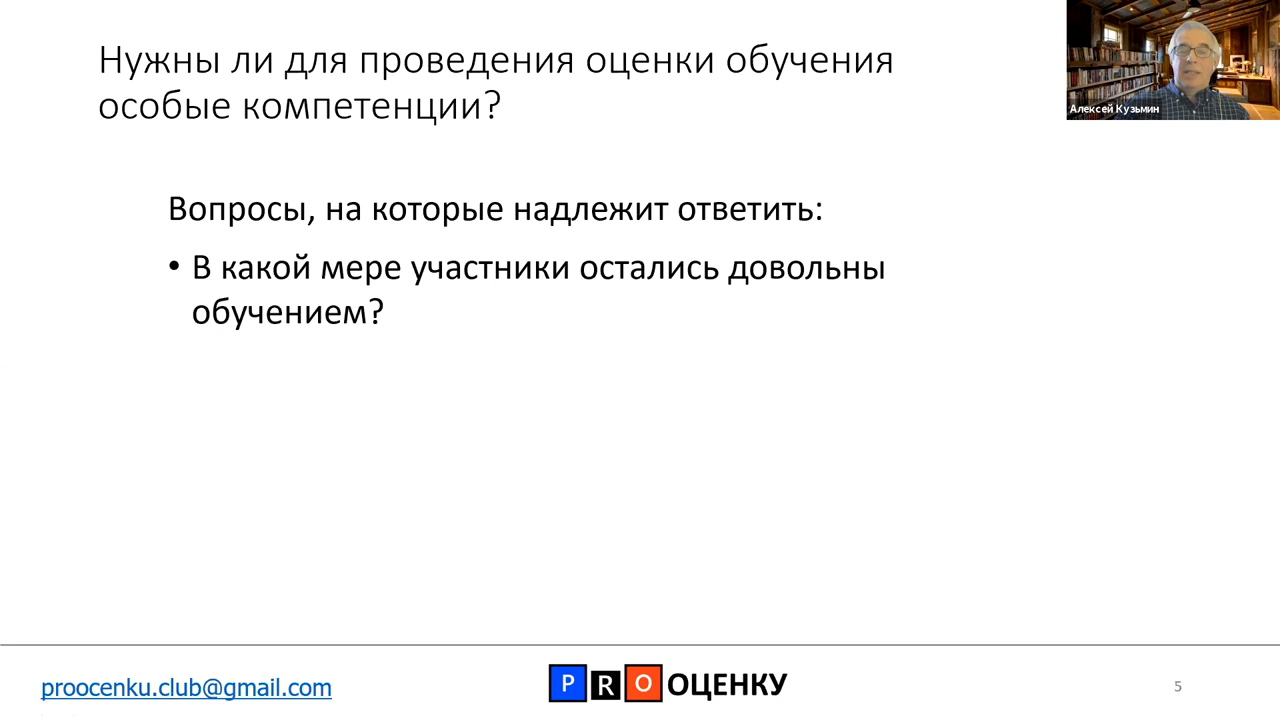 Нужны ли для проведения оценки обучения
особые компетенции?
Алексей Кузьмин
Вопросы, на которые надлежит ответить:
• В какой мере участники остались довольны
обучением?
proocenku.club@gmail.com
PRO ОЦЕНКУ
5